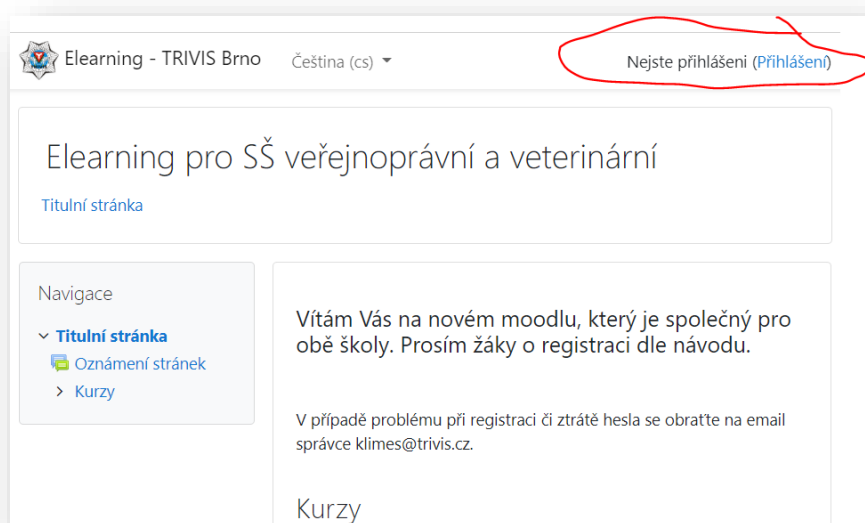 Elearning - TRIVIS Brno Čeština (cs) Nejste přihlášeni (Přihlášení)
Elearning pro SŠ veřejnoprávní a veterinární
Titulní stránka
Navigace
Titulní stránka
Oznámení stránek
Kurzy
Vítám Vás na novém moodlu, který je společný pro
obě školy. Prosím žáky o registraci dle návodu.
V případě problému při registraci či ztrátě hesla se obraťte na email
správce klimes@trivis.cz.
Kurzy